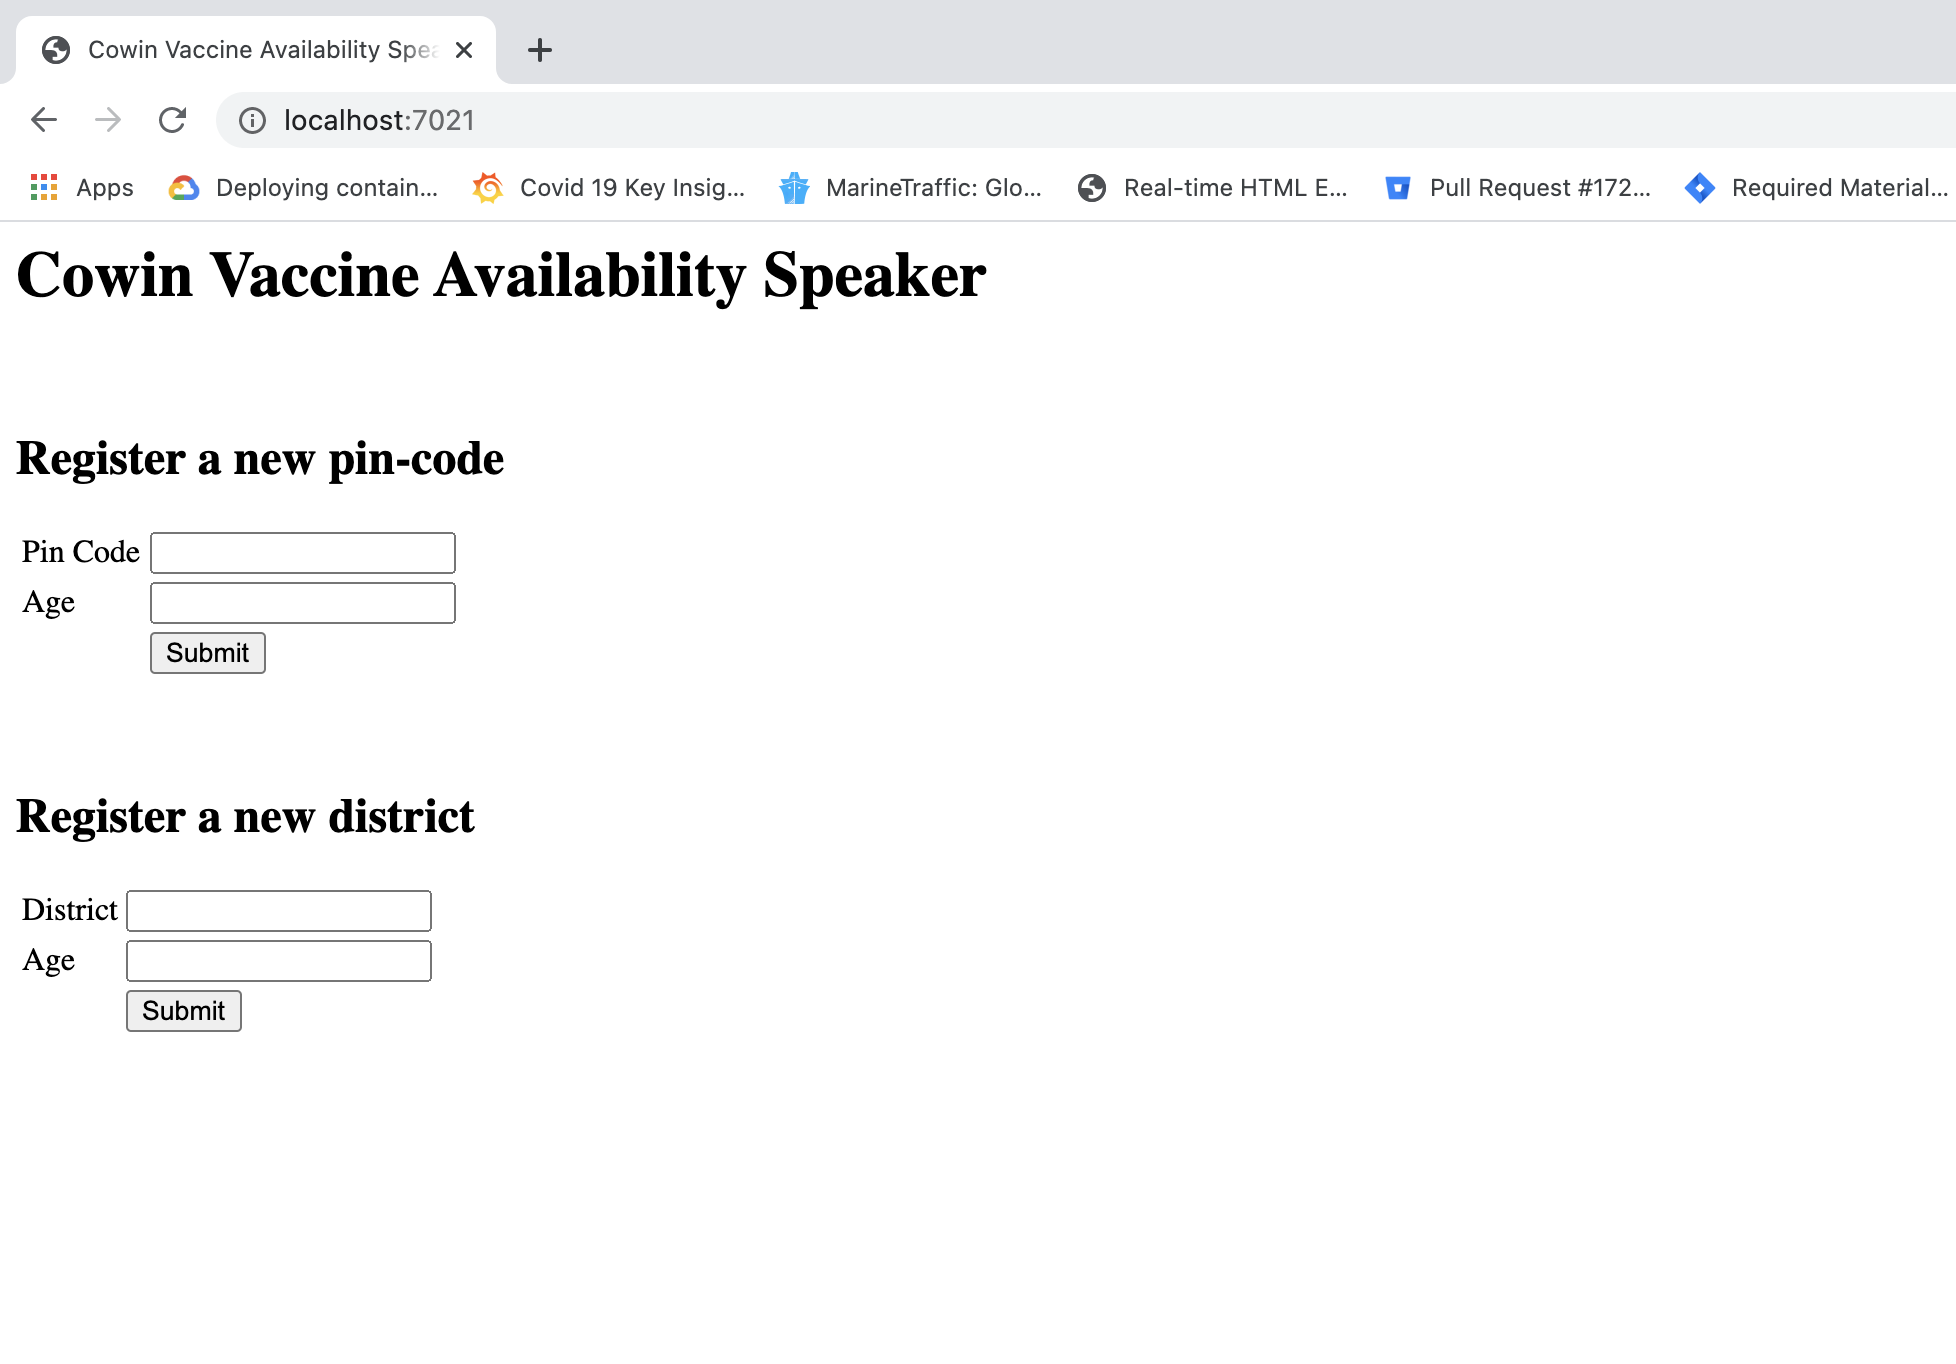 Cowin Vaccine Availability Spea
localhost:7021
Apps Deploying contain... Covid 19 Key Insig... MarineTraffic: Glo... Real-time HTML E... Pull Request #172... Required Material...
Cowin Vaccine Availability Speaker
Register a new pin-code
Pin Code
Age
Submit
Register a new district
District
Age
Submit